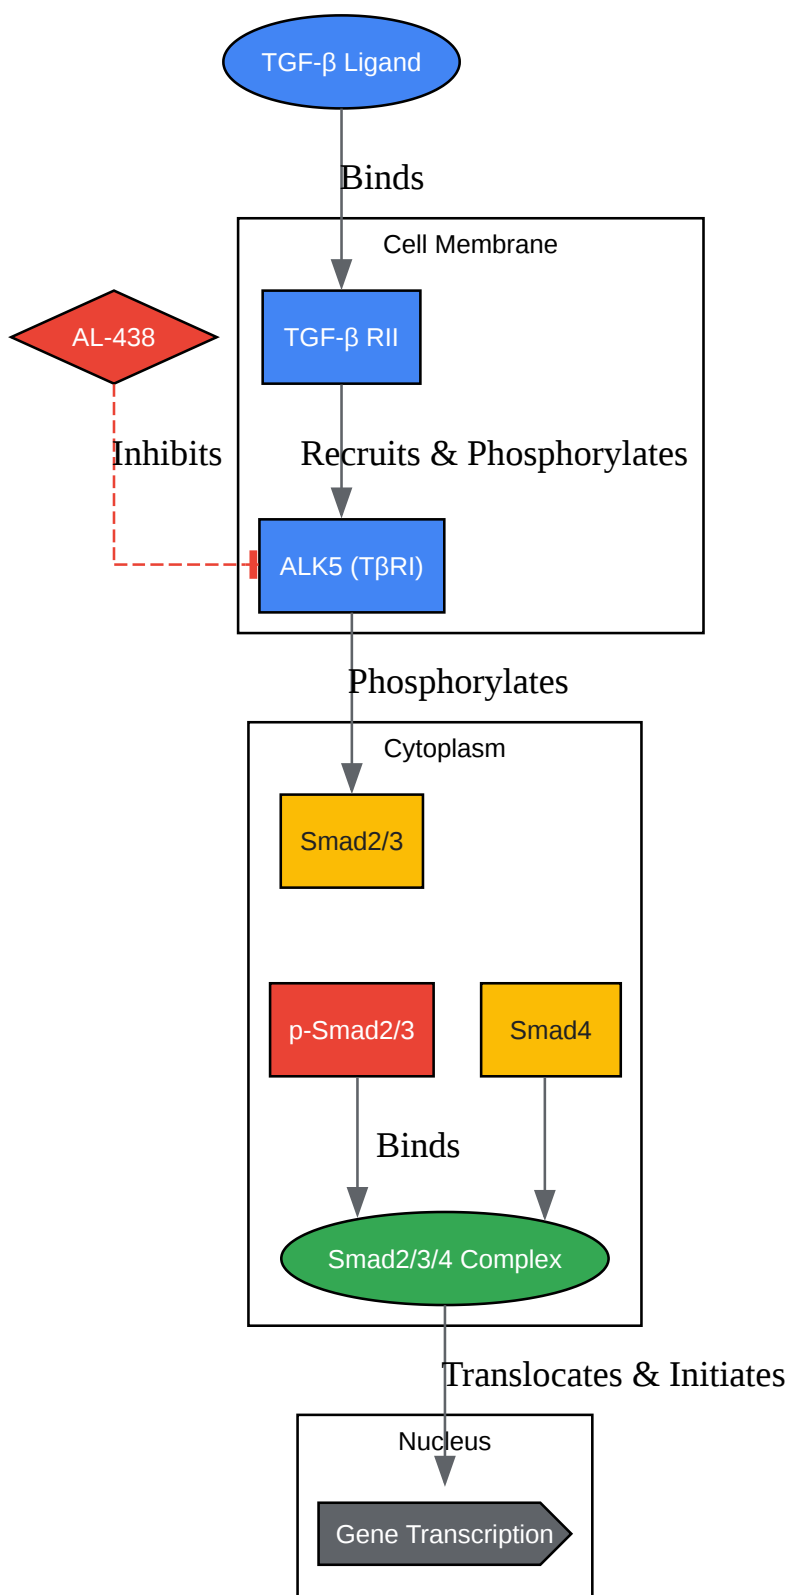 TGF-β Ligand
Binds
Cell Membrane
AL-438
TGF-β RII
Inhibits
Recruits & Phosphorylates
ALK5 (TβRI)
Phosphorylates
Cytoplasm
Smad2/3
p-Smad2/3
Smad4
Binds
Smad2/3/4 Complex
Translocates & Initiates
Nucleus
Gene Transcription